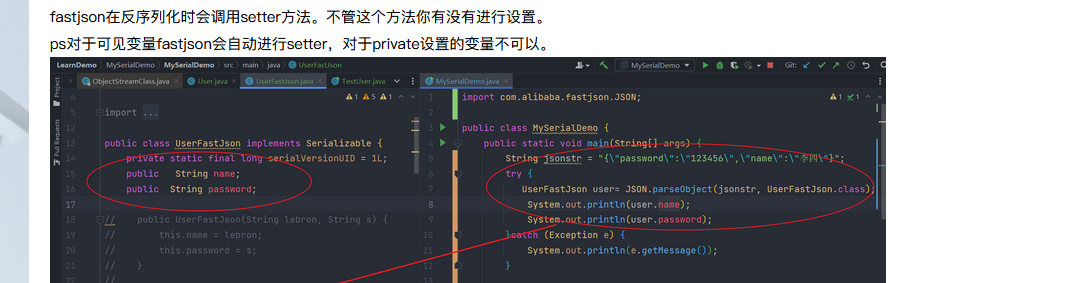 fastjson在反序列化时会调用setter方法。不管这个方法你有没有进行设置。
ps对于可见变量fastjson会自动进行setter，对于private设置的变量不可以。
LearnDemo MySerialDemo MySerialDemo src main java UserFastJson
MySerialDemo Git:
ObjectStreamClass.java User.java UserFastJson.java TestUser.java
MySerialDemo.java
Project
Pull Requests
1 5 1
4
5 import ...
12
13 public class UserFastJson implements Serializable {
14 private static final long serialVersionUID = 1L;
15 public String name;
16 public String password;
17
18 // public UserFastJson(String lebron, String s) {
19 // this.name = lebron;
20 // this.password = s;
21 // }
22 //
1 1
1 import com.alibaba.fastjson.JSON;
2
3 public class MySerialDemo {
4 public static void main(String[] args) {
5 String jsonstr = "{\"password\":\"123456\",\"name\":\"李四\"}";
6 try {
7 UserFastJson user= JSON.parseObject(jsonstr, UserFastJson.class);
8 System.out.println(user.name);
9 System.out.println(user.password);
10 }catch (Exception e) {
11 System.out.println(e.getMessage());
12 }